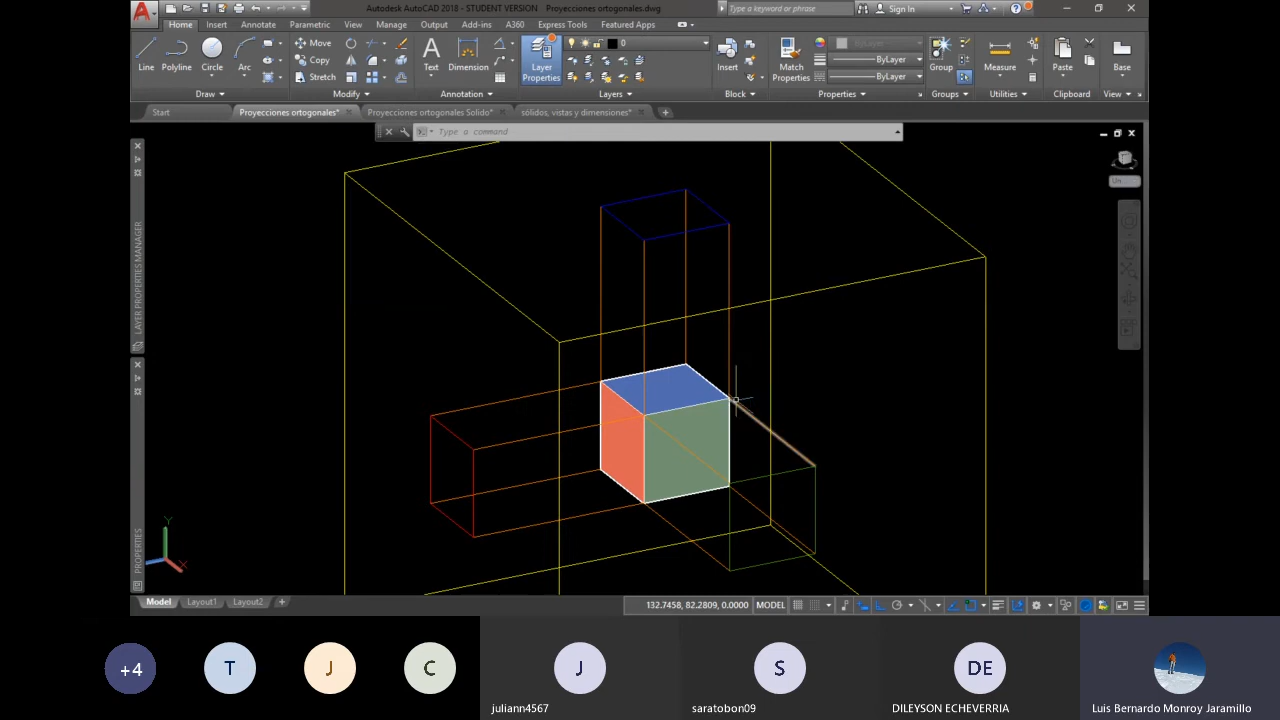 Autodesk AutoCAD 2018 - STUDENT VERSION Proyecciones ortogonales.dwg
Type a keyword or phrase
Sign In
Home Insert Annotate Parametric View Manage Output Add-ins A360 Express Tools Featured Apps
Line Polyline Circle Arc
Move
Copy
Stretch
Text Dimension
Layer Properties
0
Insert
Match Properties
ByLayer
ByLayer
ByLayer
Group
Measure
Paste
Base
Draw Modify Annotation Layers Block Properties Groups Utilities Clipboard View
Start Proyecciones ortogonales* Proyecciones ortogonales Solido* sólidos, vistas y dimensiones*
Type a command
Un...
LAYER PROPERTIES MANAGER
PROPERTIES
Y
X
Model Layout1 Layout2
132.7458, 82.2809, 0.0000 MODEL
+4 T J C J S DE
juliann4567 saratobon09 DILEYSON ECHEVERRIA Luis Bernardo Monroy Jaramillo